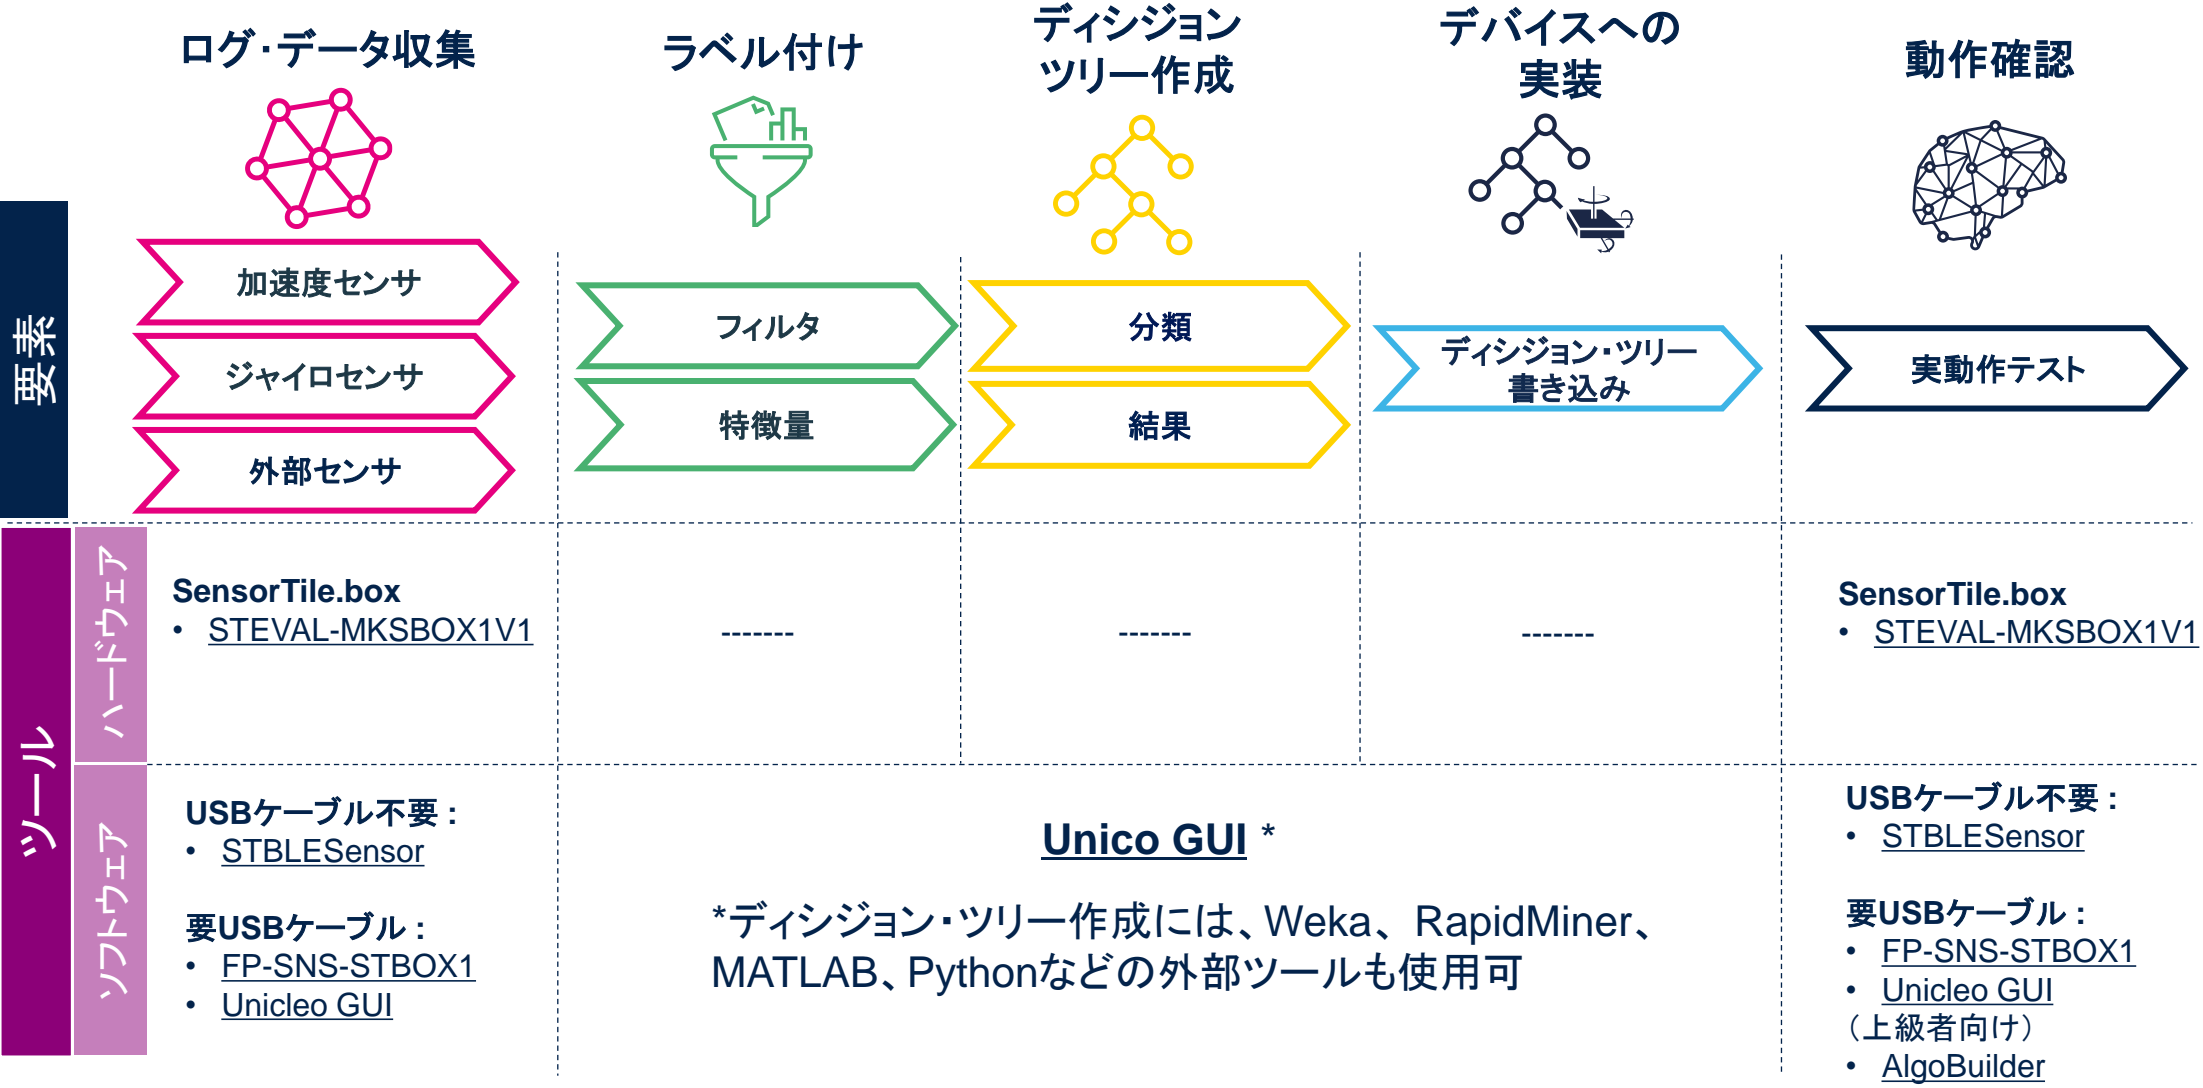 ログ・データ収集
ラベル付け
ディシジョン
ツリー作成
デバイスへの
実装
動作確認
要素
加速度センサ
ジャイロセンサ
外部センサ
フィルタ
特徴量
分類
結果
ディシジョン・ツリー
書き込み
実動作テスト
ツール
ハードウェア
SensorTile.box
• STEVAL-MKSBOX1V1
-------
-------
-------
SensorTile.box
• STEVAL-MKSBOX1V1
ソフトウェア
USBケーブル不要 :
• STBLESensor
要USBケーブル :
• FP-SNS-STBOX1
• Unicleo GUI
Unico GUI *
*ディシジョン・ツリー作成には、Weka、RapidMiner、
MATLAB、Pythonなどの外部ツールも使用可
USBケーブル不要 :
• STBLESensor
要USBケーブル :
• FP-SNS-STBOX1
• Unicleo GUI
（上級者向け）
• AlgoBuilder